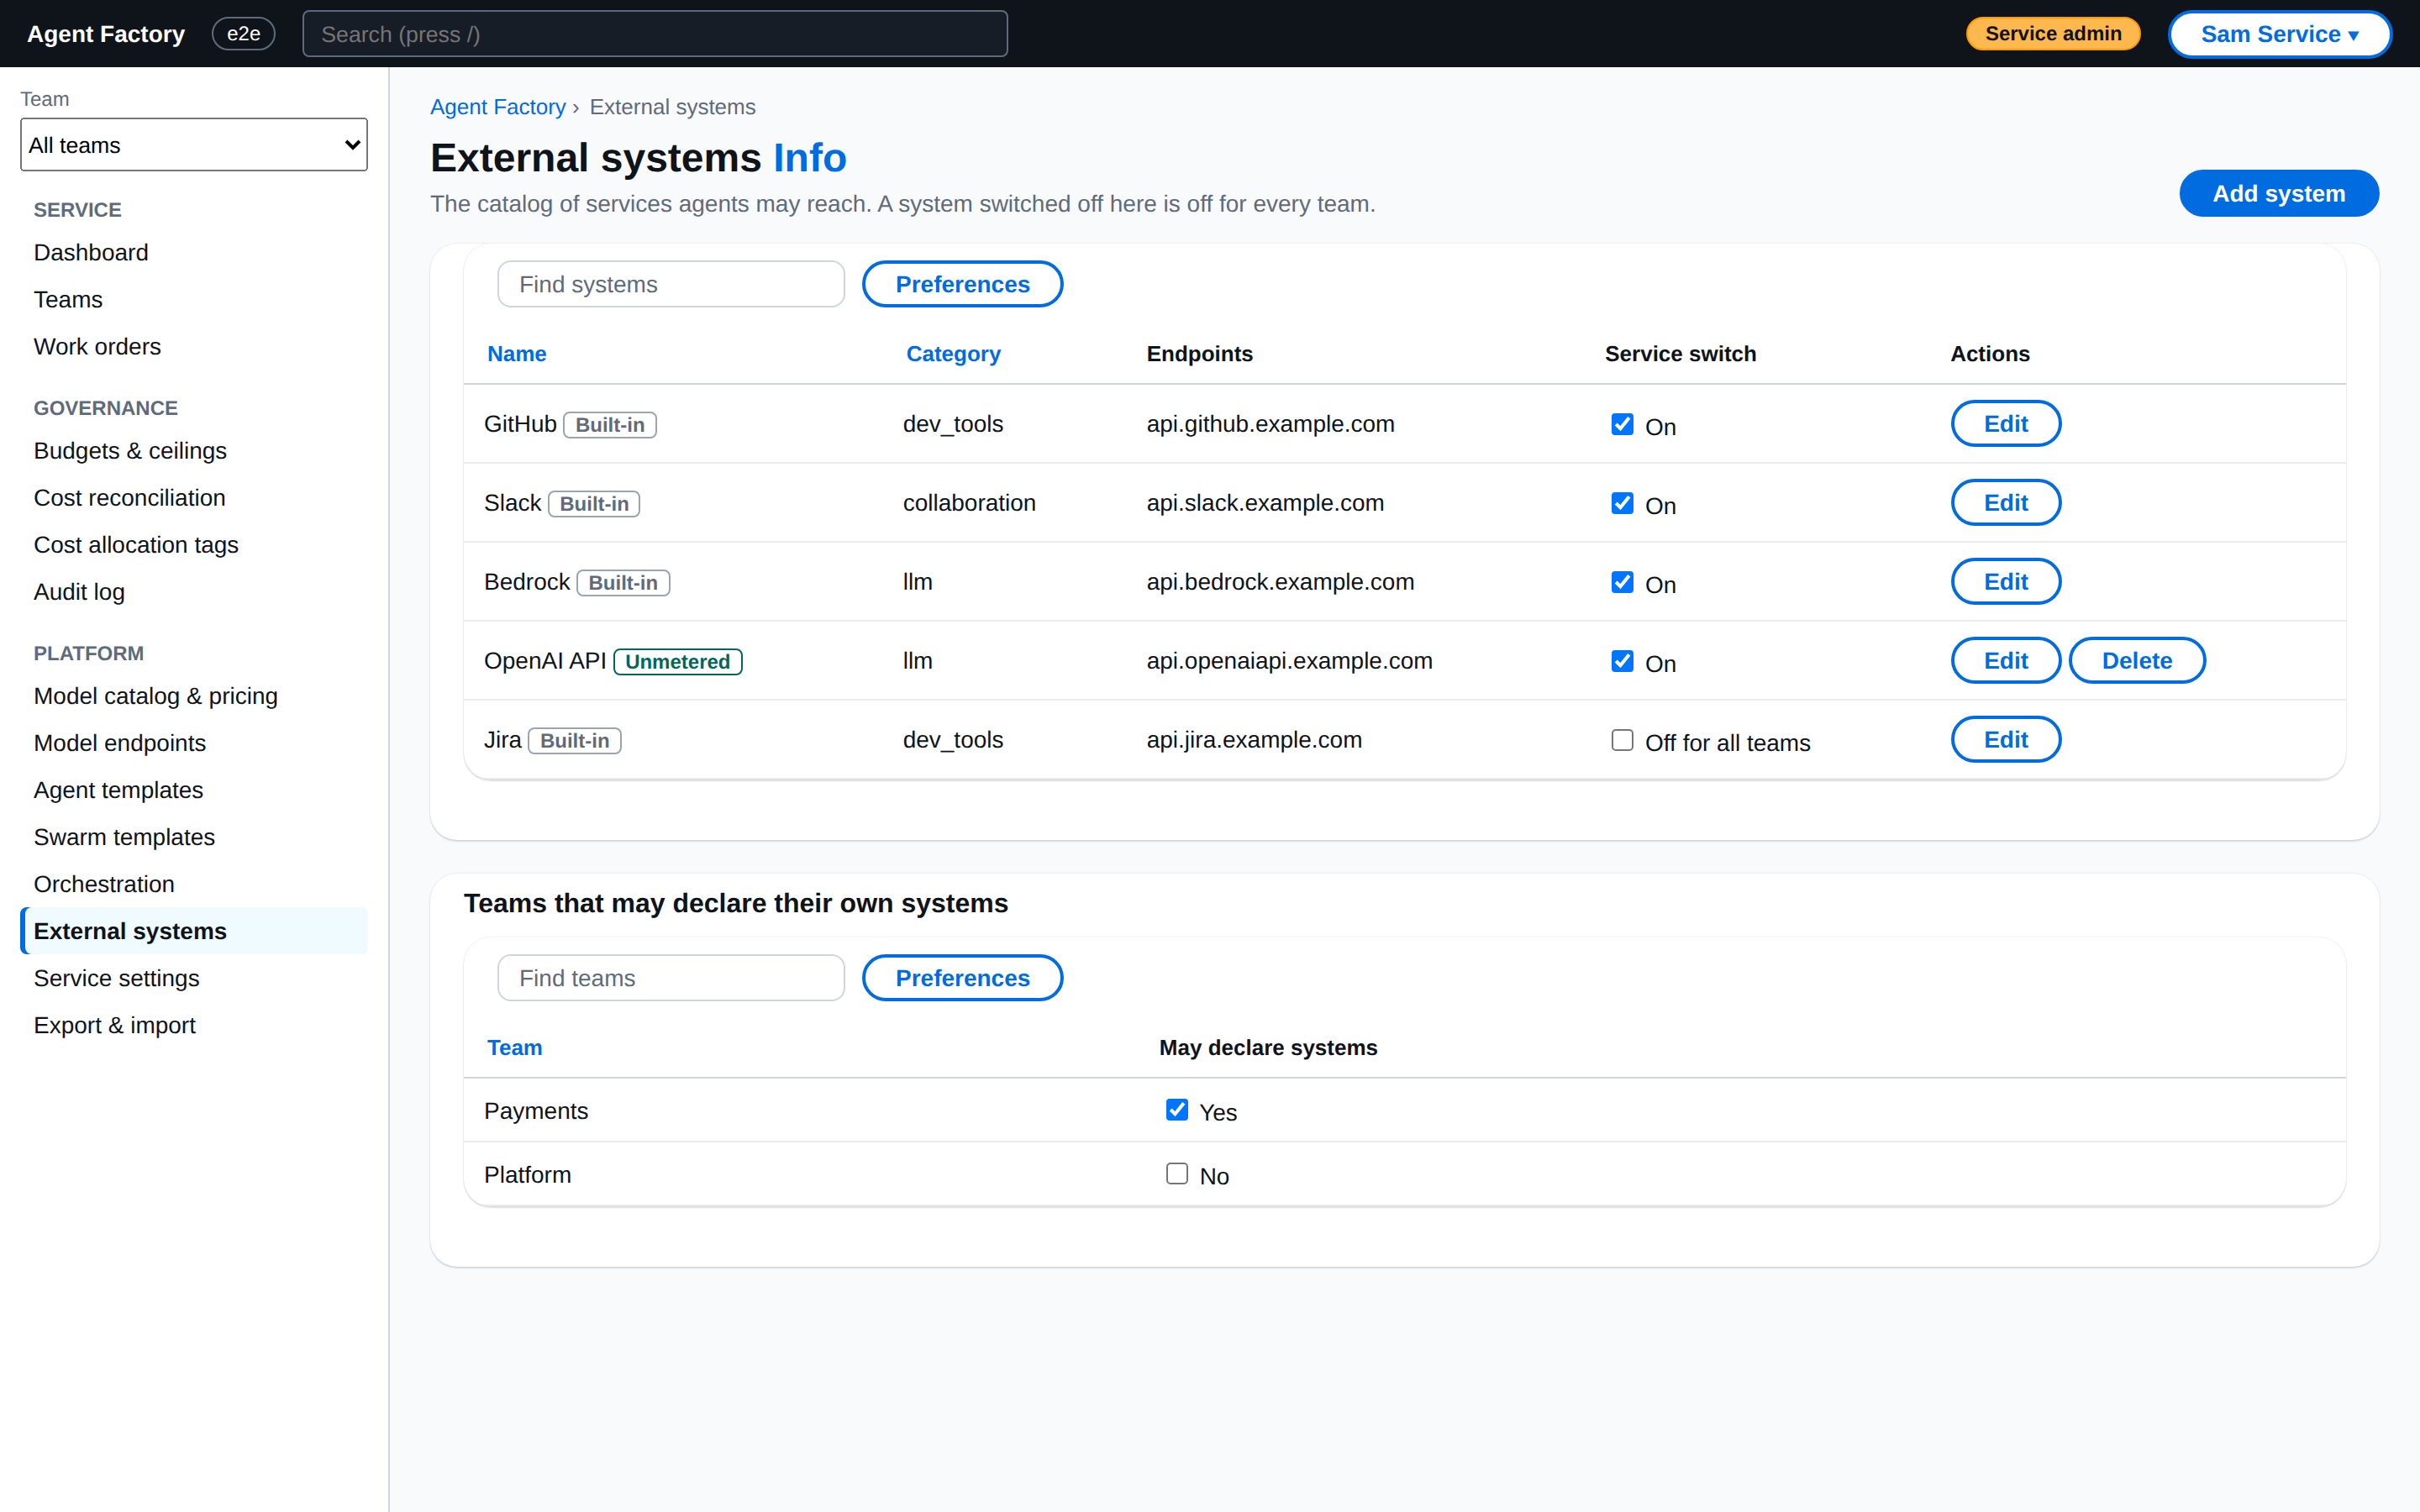 Agent Factory e2e Search (press /) Service admin Sam Service ▾
Team
All teams
SERVICE
Dashboard
Teams
Work orders
GOVERNANCE
Budgets & ceilings
Cost reconciliation
Cost allocation tags
Audit log
PLATFORM
Model catalog & pricing
Model endpoints
Agent templates
Swarm templates
Orchestration
External systems
Service settings
Export & import
Agent Factory › External systems
External systems Info
The catalog of services agents may reach. A system switched off here is off for every team.
Add system
Find systems Preferences
Name Category Endpoints Service switch Actions
GitHub Built-in dev_tools api.github.example.com On Edit
Slack Built-in collaboration api.slack.example.com On Edit
Bedrock Built-in llm api.bedrock.example.com On Edit
OpenAI API Unmetered llm api.openaiapi.example.com On Edit Delete
Jira Built-in dev_tools api.jira.example.com Off for all teams Edit
Teams that may declare their own systems
Find teams Preferences
Team May declare systems
Payments Yes
Platform No